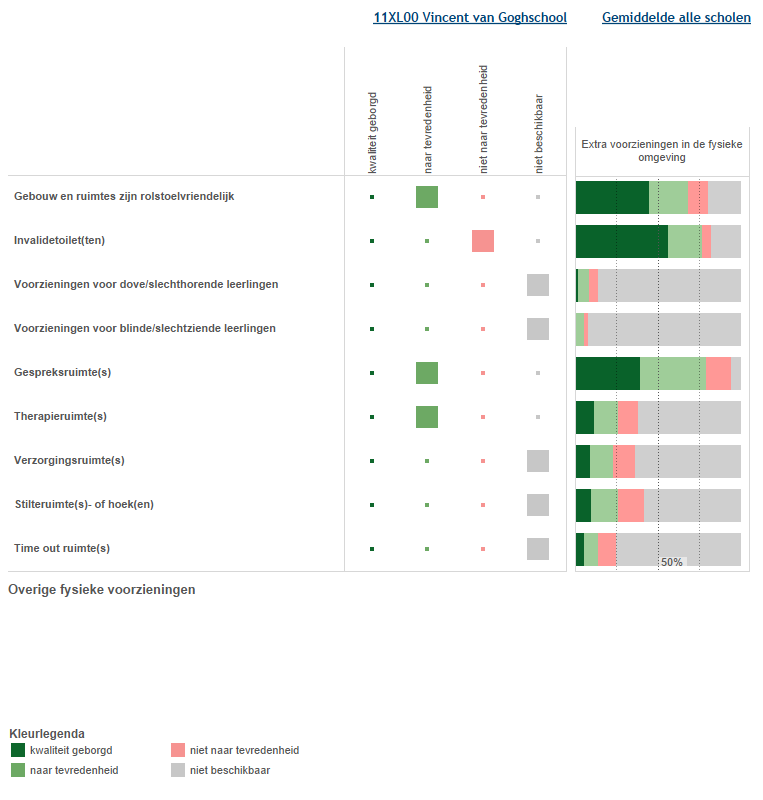 11XL00 Vincent van Goghschool
Gemiddelde alle scholen
kwaliteit geborgd
naar tevredenheid
niet naar tevredenheid
niet beschikbaar
Extra voorzieningen in de fysieke
omgeving
Gebouw en ruimtes zijn rolstoelvriendelijk
Invalidetoilet(ten)
Voorzieningen voor dove/slechthorende leerlingen
Voorzieningen voor blinde/slechtziende leerlingen
Gespreksruimte(s)
Therapieruimte(s)
Verzorgingsruimte(s)
Stilteruimte(s)- of hoek(en)
Time out ruimte(s)
50%
Overige fysieke voorzieningen
Kleurlegenda
kwaliteit geborgd
niet naar tevredenheid
naar tevredenheid
niet beschikbaar